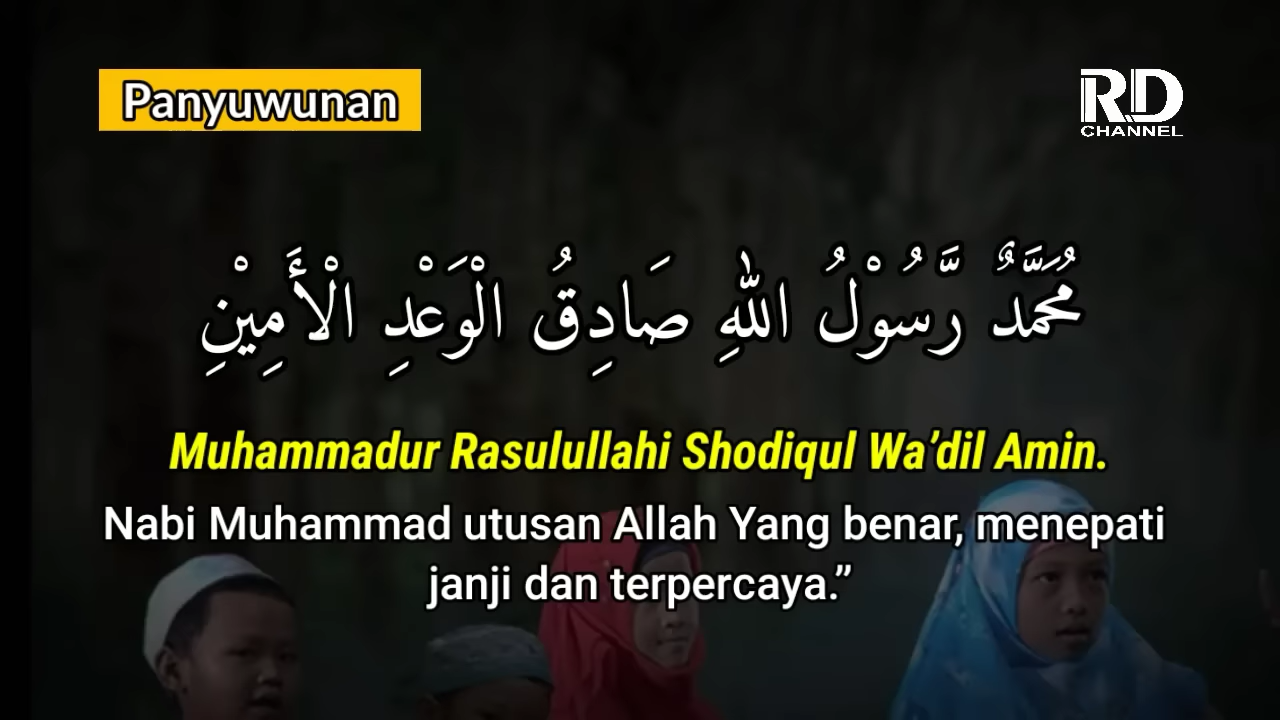 Panyuwunan
RD
CHANNEL
مُحَمَّدٌ رَّسُوْلُ اللهِ صَادِقُ الْوَعْدِ الْأَمِيْنِ
Muhammadur Rasulullahi Shodiqul Wa’dil Amin.
Nabi Muhammad utusan Allah Yang benar, menepati
janji dan terpercaya.”